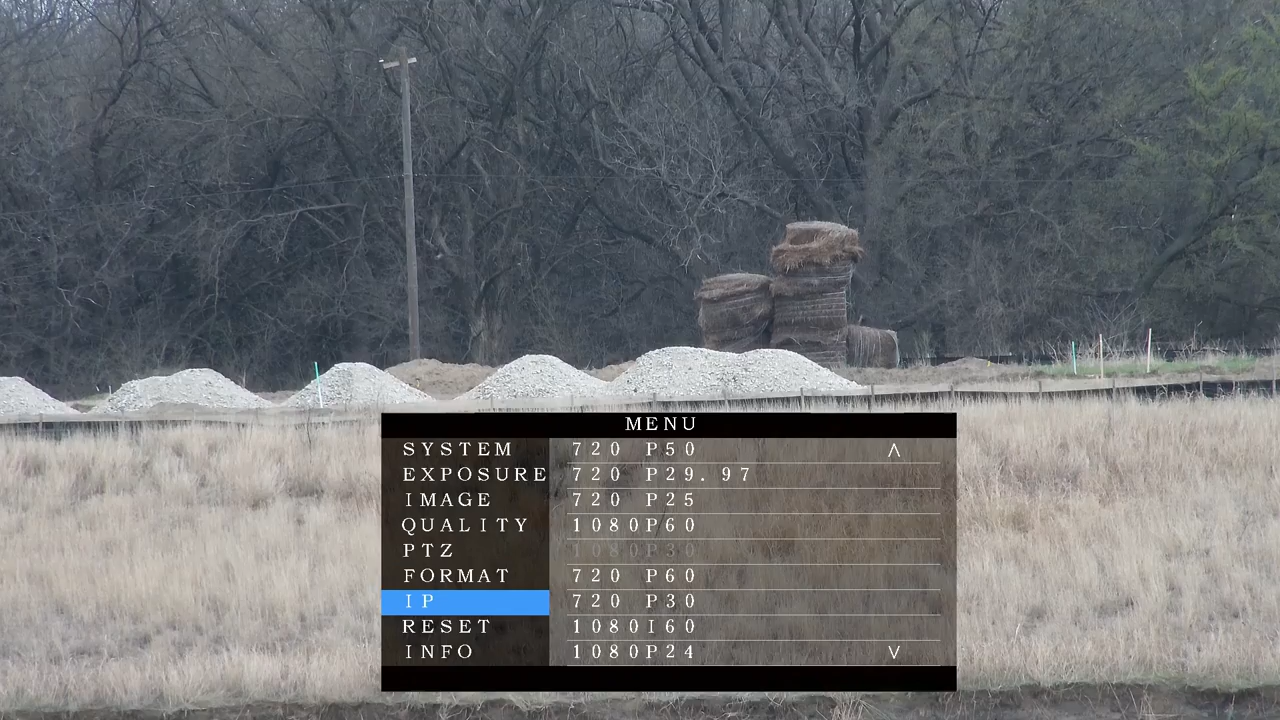 MENU
SYSTEM 720 P50 Λ
EXPOSURE 720 P29.97
IMAGE 720 P25
QUALITY 1080P60
PTZ 1080P30
FORMAT 720 P60
IP 720 P30
RESET 1080I60
INFO 1080P24 V